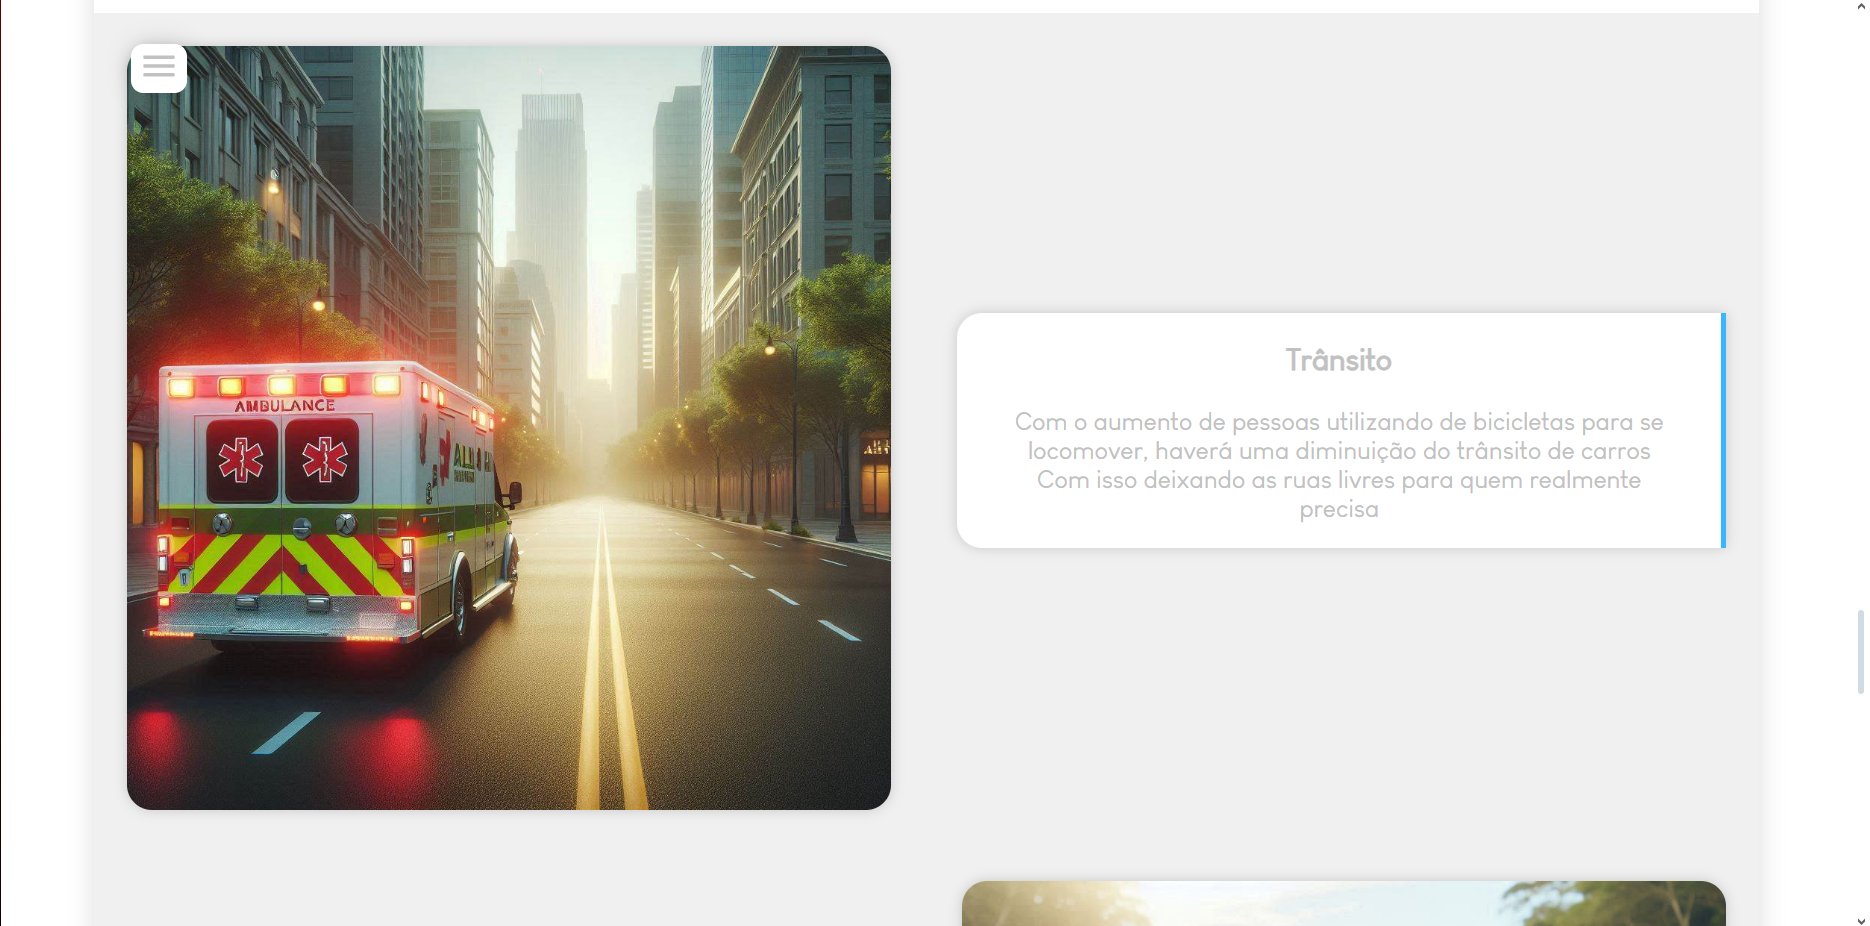 AMBULANCE
Trânsito
Com o aumento de pessoas utilizando de bicicletas para se
locomover, haverá uma diminuição do trânsito de carros
Com isso deixando as ruas livres para quem realmente
precisa